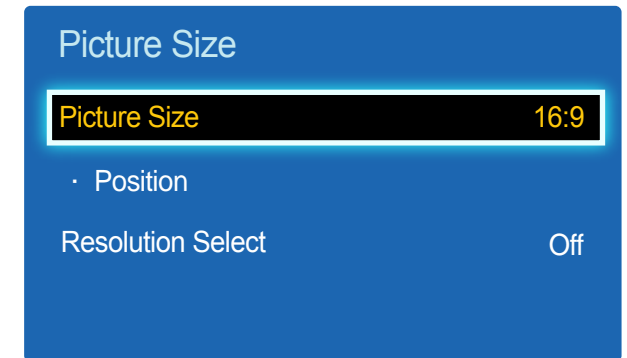 Picture Size
Picture Size 16:9
· Position
Resolution Select Off